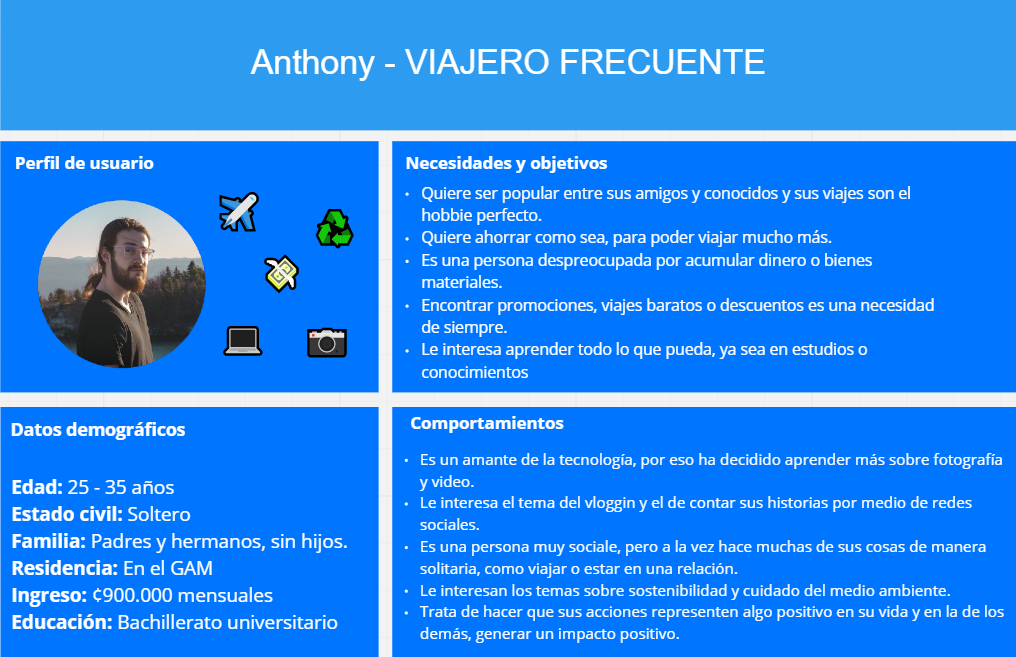 Anthony - VIAJERO FRECUENTE
Perfil de usuario
Necesidades y objetivos
• Quiere ser popular entre sus amigos y conocidos y sus viajes son el
hobbie perfecto.
• Quiere ahorrar como sea, para poder viajar mucho más.
• Es una persona despreocupada por acumular dinero o bienes
materiales.
• Encontrar promociones, viajes baratos o descuentos es una necesidad
de siempre.
• Le interesa aprender todo lo que pueda, ya sea en estudios o
conocimientos
Datos demográficos
Edad: 25 - 35 años
Estado civil: Soltero
Familia: Padres y hermanos, sin hijos.
Residencia: En el GAM
Ingreso: ¢900.000 mensuales
Educación: Bachillerato universitario
Comportamientos
• Es un amante de la tecnología, por eso ha decidido aprender más sobre fotografía
y video.
• Le interesa el tema del vloggin y el de contar sus historias por medio de redes
sociales.
• Es una persona muy sociale, pero a la vez hace muchas de sus cosas de manera
solitaria, como viajar o estar en una relación.
• Le interesan los temas sobre sostenibilidad y cuidado del medio ambiente.
• Trata de hacer que sus acciones representen algo positivo en su vida y en la de los
demás, generar un impacto positivo.